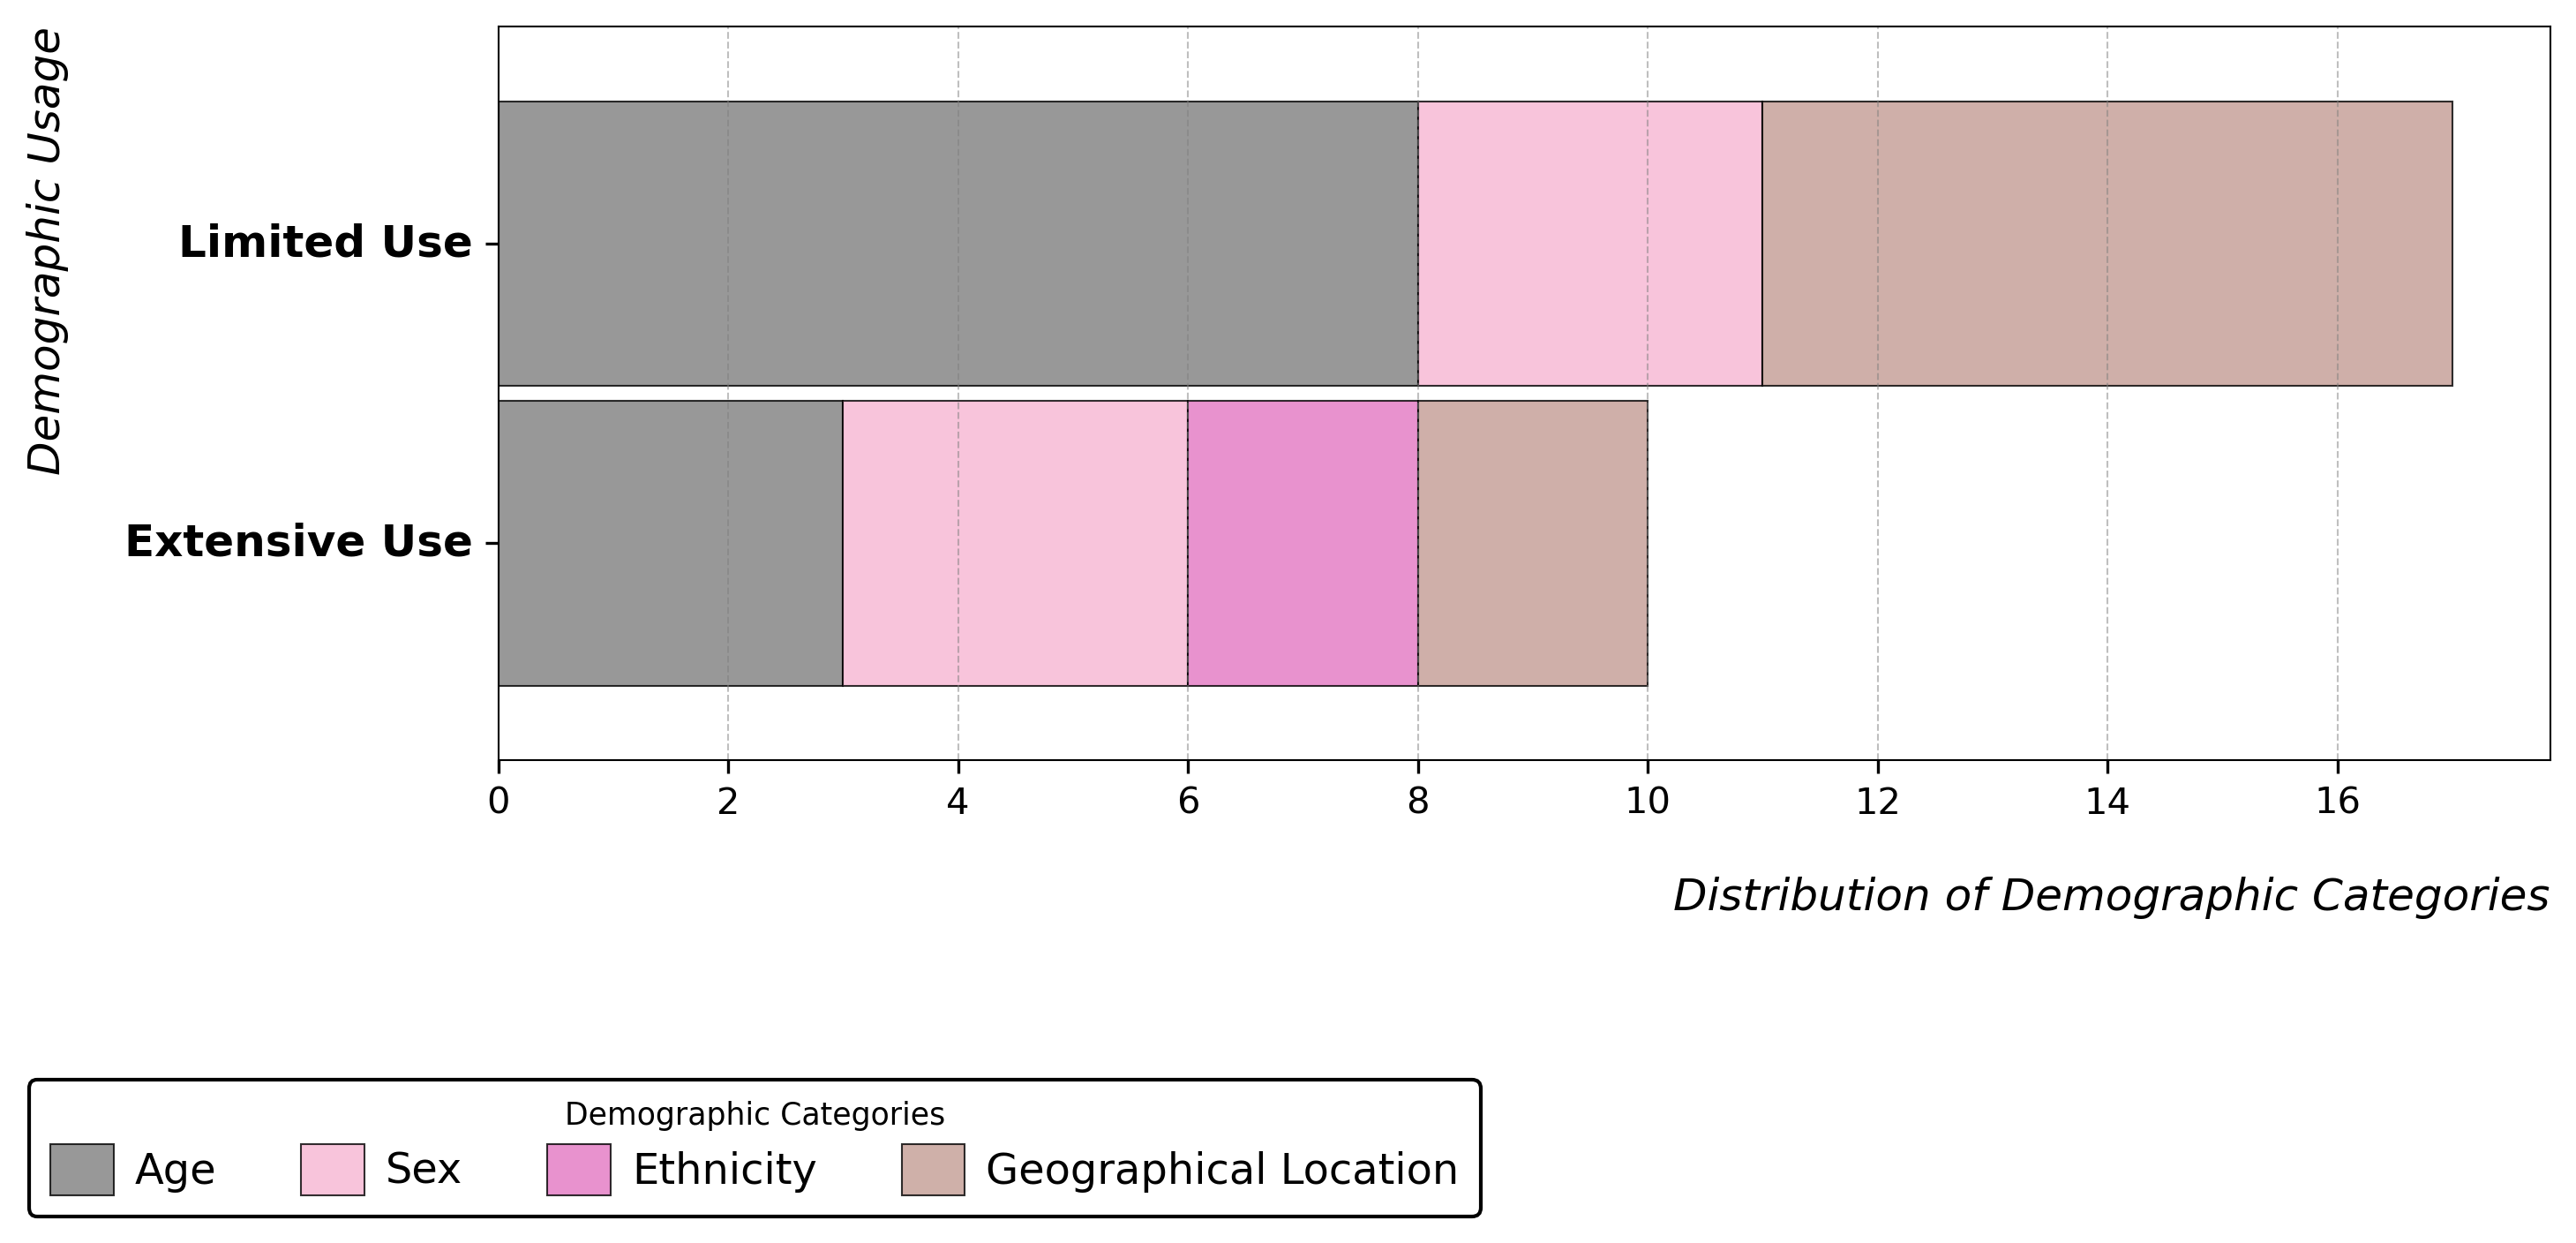 Demographic Usage
Limited Use
Extensive Use
0 2 4 6 8 10 12 14 16
Distribution of Demographic Categories
Demographic Categories
Age Sex Ethnicity Geographical Location